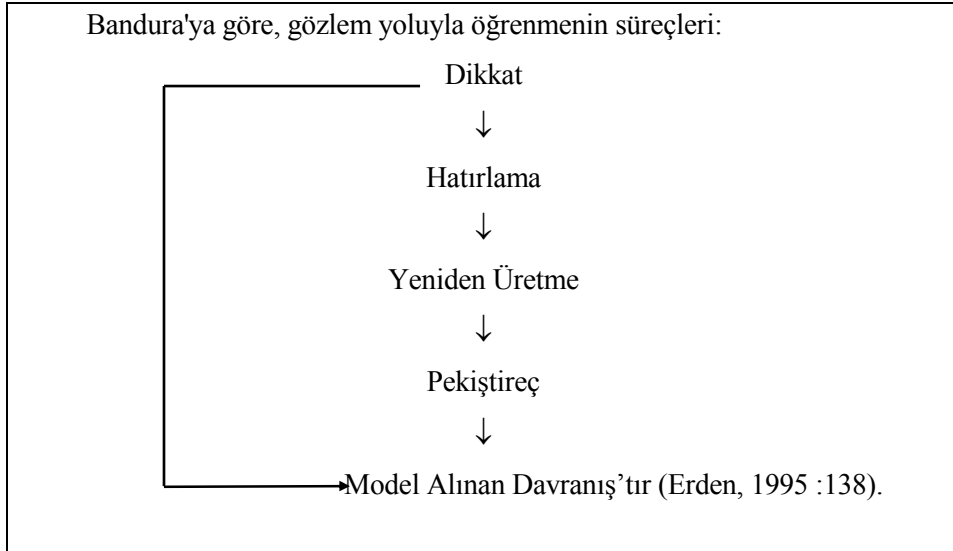 Bandura'ya göre, gözlem yoluyla öğrenmenin süreçleri:
Dikkat
↓
Hatırlama
↓
Yeniden Üretme
↓
Pekiştireç
↓
Model Alınan Davranış’tır (Erden, 1995 :138).